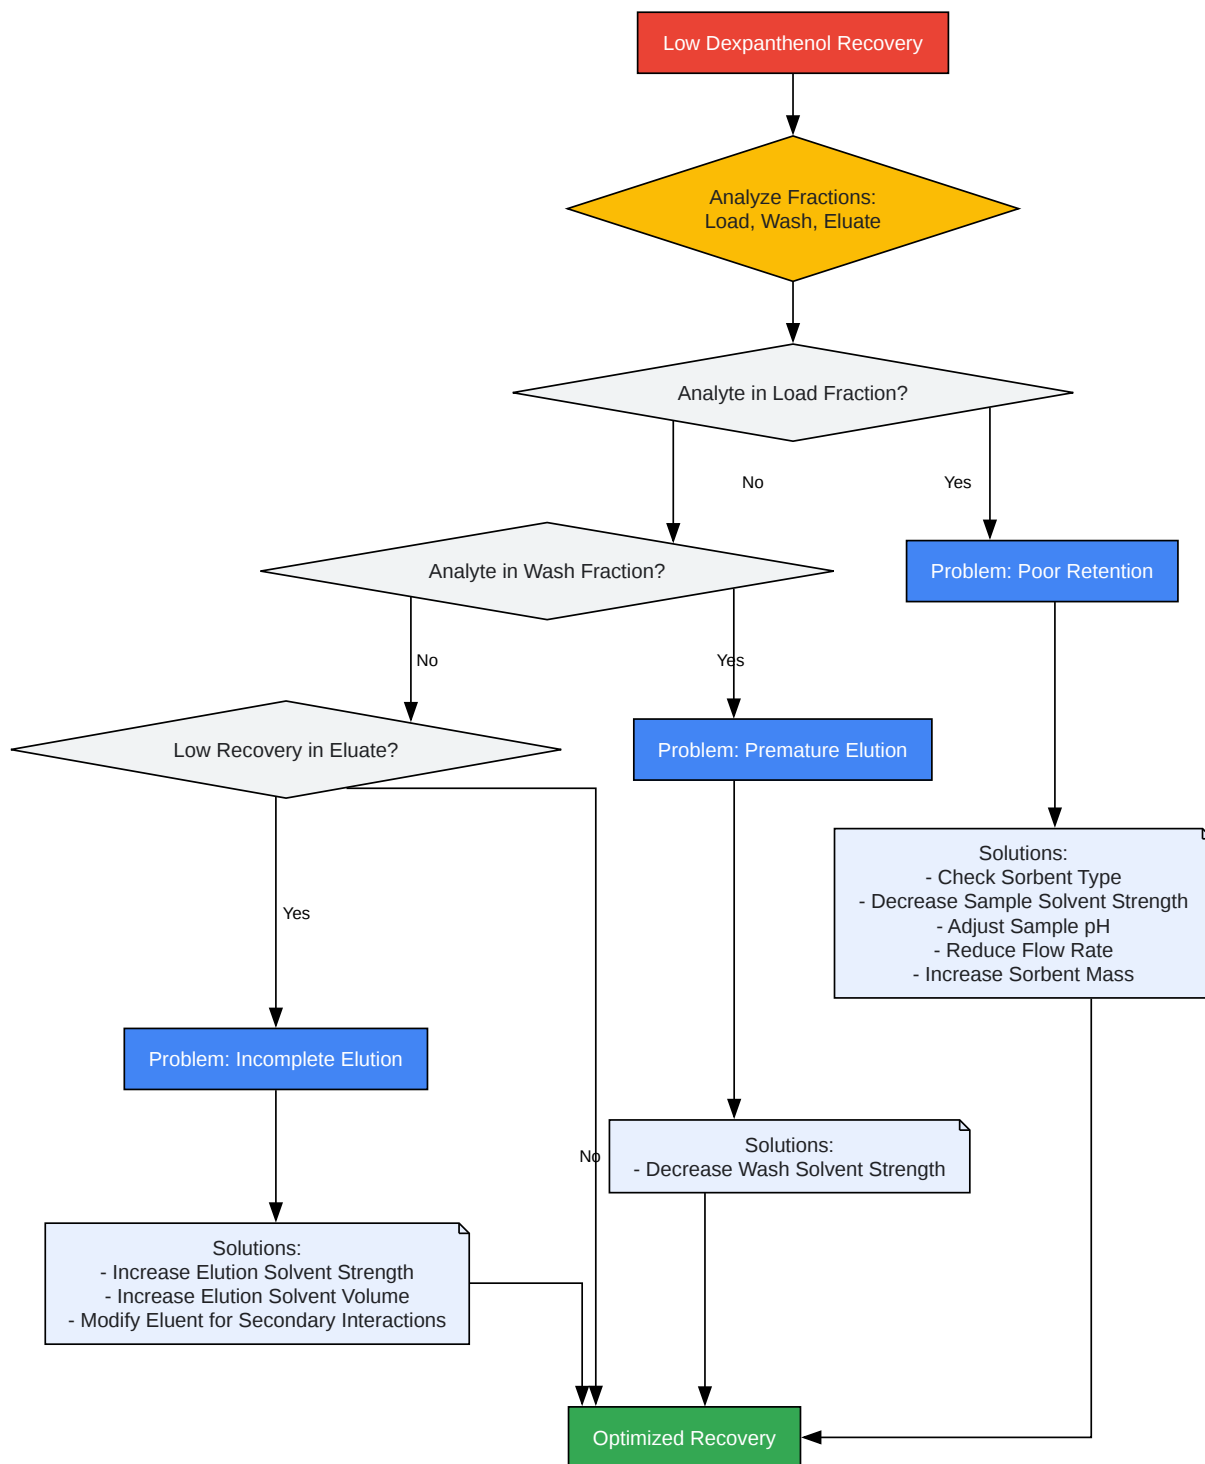 Low Dexpanthenol Recovery
Analyze Fractions:
Load, Wash, Eluate
Analyte in Load Fraction?
No
Yes
Analyte in Wash Fraction?
Problem: Poor Retention
No
Yes
Low Recovery in Eluate?
Problem: Premature Elution
Solutions:
- Check Sorbent Type
- Decrease Sample Solvent Strength
- Adjust Sample pH
- Reduce Flow Rate
- Increase Sorbent Mass
Yes
Problem: Incomplete Elution
No
Solutions:
- Decrease Wash Solvent Strength
Solutions:
- Increase Elution Solvent Strength
- Increase Elution Solvent Volume
- Modify Eluent for Secondary Interactions
Optimized Recovery